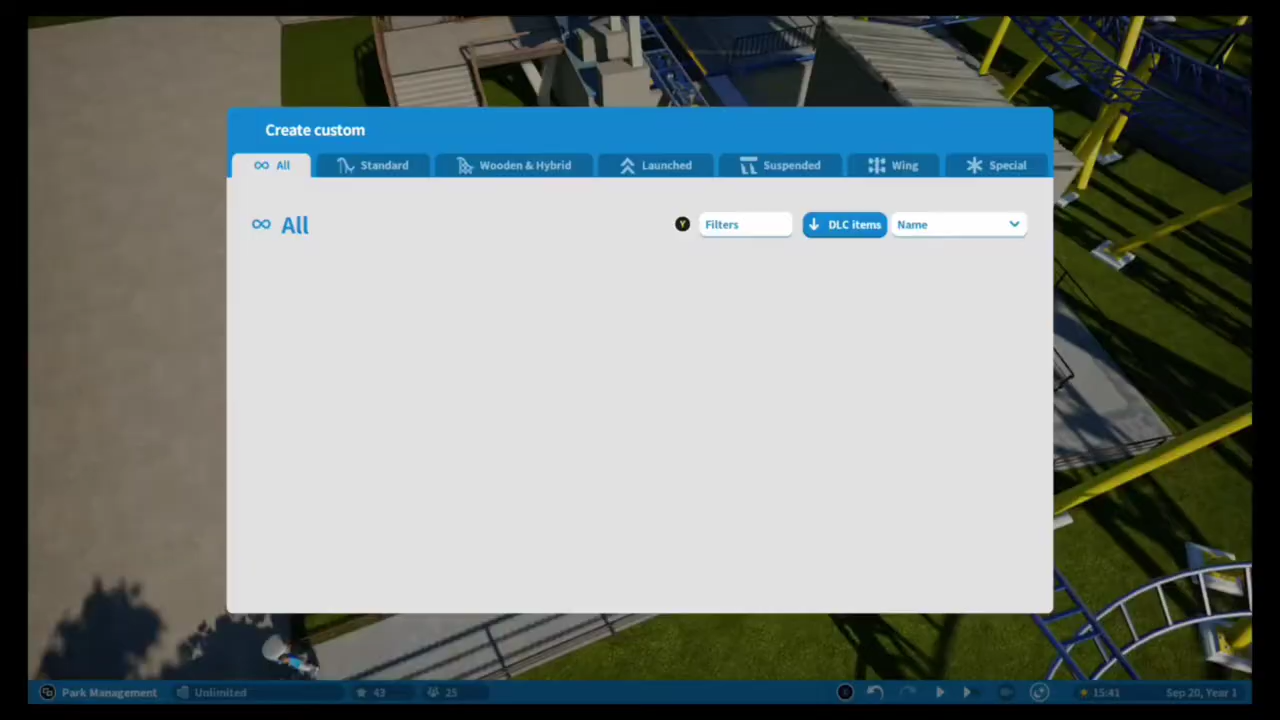 Create custom
All
Standard
Wooden & Hybrid
Launched
Suspended
Wing
Special
All
Y
Filters
DLC items
Name
Park Management
Unlimited
43
25
15:41
Sep 20, Year 1